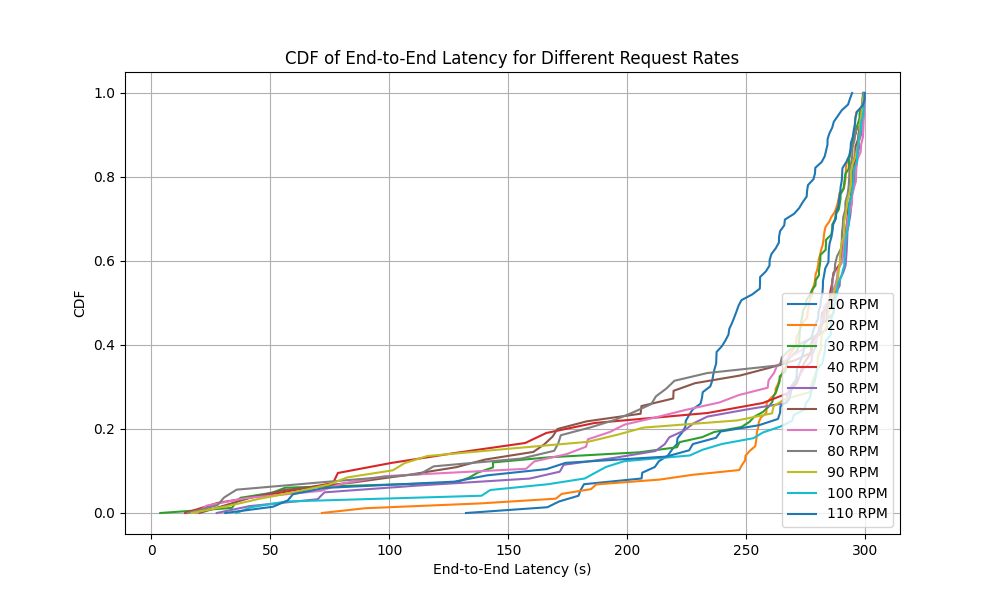 CDF of End-to-End Latency for Different Request Rates
CDF
1.0
0.8
0.6
0.4
0.2
0.0
0
50
100
150
200
250
300
End-to-End Latency (s)
10 RPM
20 RPM
30 RPM
40 RPM
50 RPM
60 RPM
70 RPM
80 RPM
90 RPM
100 RPM
110 RPM